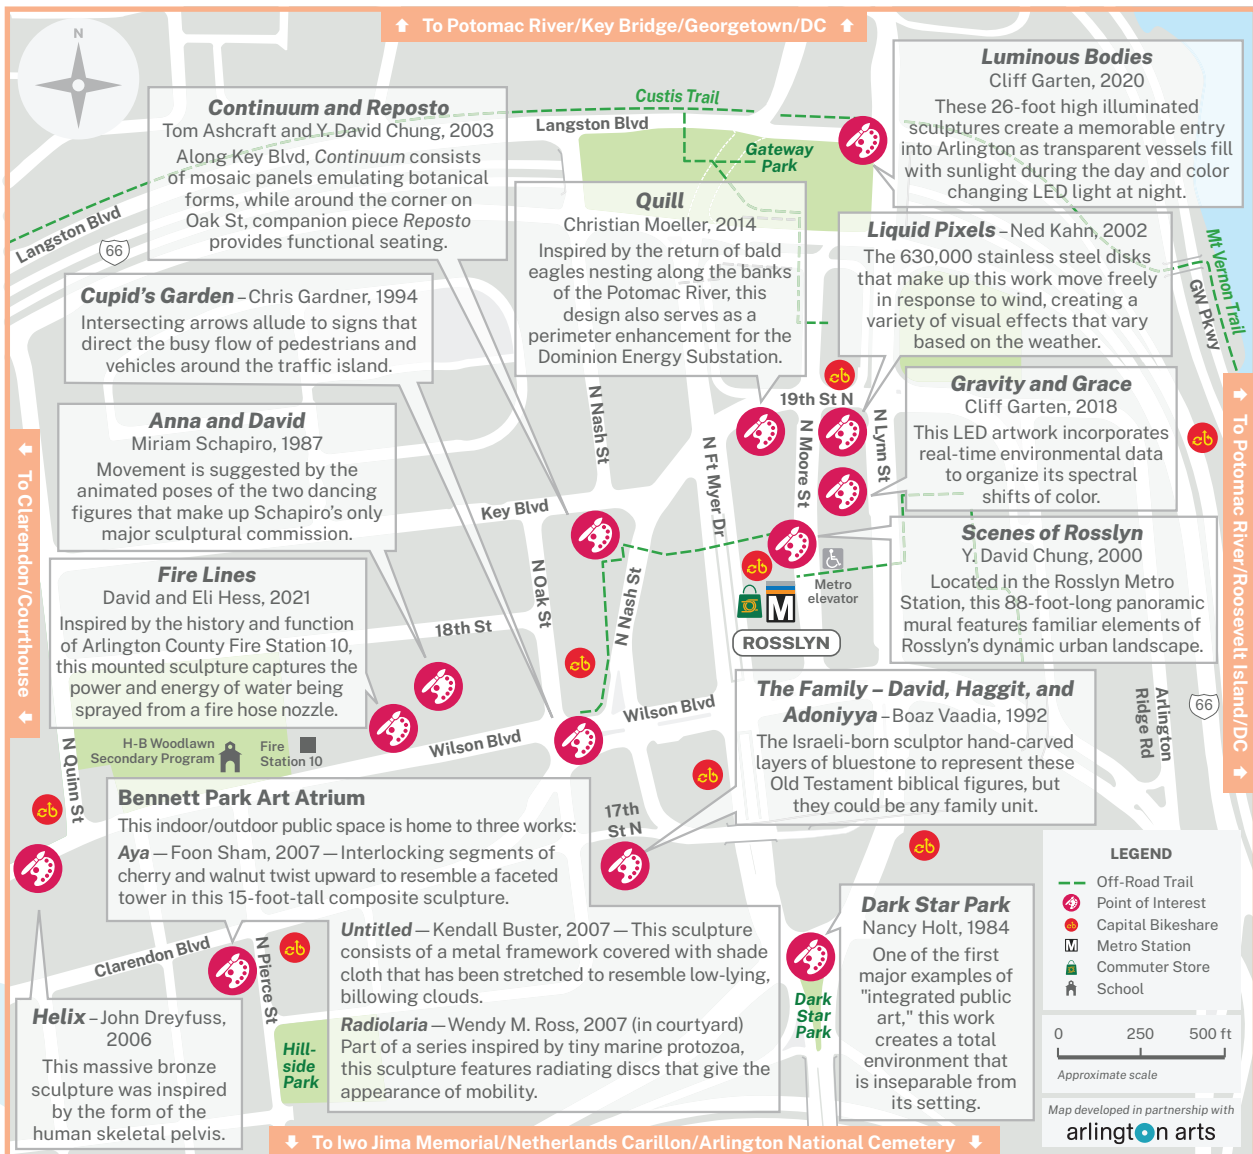 To Potomac River/Key Bridge/Georgetown/DC
N
Custis Trail
Langston Blvd
Gateway
Park
Langston Blvd
66
Luminous Bodies
Cliff Garten, 2020
These 26-foot high illuminated
sculptures create a memorable entry
into Arlington as transparent vessels fill
with sunlight during the day and color
changing LED light at night.
Continuum and Reposto
Tom Ashcraft and Y. David Chung, 2003
Along Key Blvd, Continuum consists
of mosaic panels emulating botanical
forms, while around the corner on
Oak St, companion piece Reposto
provides functional seating.
Quill
Christian Moeller, 2014
Inspired by the return of bald
eagles nesting along the banks
of the Potomac River, this
design also serves as a
perimeter enhancement for the
Dominion Energy Substation.
Liquid Pixels – Ned Kahn, 2002
The 630,000 stainless steel disks
that make up this work move freely
in response to wind, creating a
variety of visual effects that vary
based on the weather.
Mt Vernon Trail
GW Pkwy
Cupid's Garden – Chris Gardner, 1994
Intersecting arrows allude to signs that
direct the busy flow of pedestrians and
vehicles around the traffic island.
Gravity and Grace
Cliff Garten, 2018
This LED artwork incorporates
real-time environmental data
to organize its spectral
shifts of color.
Anna and David
Miriam Schapiro, 1987
Movement is suggested by the
animated poses of the two dancing
figures that make up Schapiro's only
major sculptural commission.
19th St N
N Nash St
N Ft Myer Dr
N Moore St
N Lynn St
Key Blvd
N Oak St
N Nash St
To Clarendon/Courthouse
To Potomac River/Roosevelt Island/DC
Scenes of Rosslyn
Y. David Chung, 2000
Located in the Rosslyn Metro
Station, this 88-foot-long panoramic
mural features familiar elements of
Rosslyn's dynamic urban landscape.
Metro
elevator
M
ROSSLYN
Fire Lines
David and Eli Hess, 2021
Inspired by the history and function
of Arlington County Fire Station 10,
this mounted sculpture captures the
power and energy of water being
sprayed from a fire hose nozzle.
18th St
Wilson Blvd
Wilson Blvd
H-B Woodlawn
Secondary Program
Fire
Station 10
N Quinn St
The Family – David, Haggit, and
Adoniyya – Boaz Vaadia, 1992
The Israeli-born sculptor hand-carved
layers of bluestone to represent these
Old Testament biblical figures, but
they could be any family unit.
Arlington
Ridge Rd
66
17th
St N
Bennett Park Art Atrium
This indoor/outdoor public space is home to three works:
Aya — Foon Sham, 2007 — Interlocking segments of
cherry and walnut twist upward to resemble a faceted
tower in this 15-foot-tall composite sculpture.
Untitled — Kendall Buster, 2007 — This sculpture
consists of a metal framework covered with shade
cloth that has been stretched to resemble low-lying,
billowing clouds.
Radiolaria — Wendy M. Ross, 2007 (in courtyard)
Part of a series inspired by tiny marine protozoa,
this sculpture features radiating discs that give the
appearance of mobility.
Clarendon Blvd
N Pierce St
Hill-
side
Park
Helix – John Dreyfuss,
2006
This massive bronze
sculpture was inspired
by the form of the
human skeletal pelvis.
Dark
Star
Park
Dark Star Park
Nancy Holt, 1984
One of the first
major examples of
"integrated public
art," this work
creates a total
environment that
is inseparable from
its setting.
LEGEND
Off-Road Trail
Point of Interest
Capital Bikeshare
M Metro Station
Commuter Store
School
0 250 500 ft
Approximate scale
Map developed in partnership with
arlington arts
To Iwo Jima Memorial/Netherlands Carillon/Arlington National Cemetery